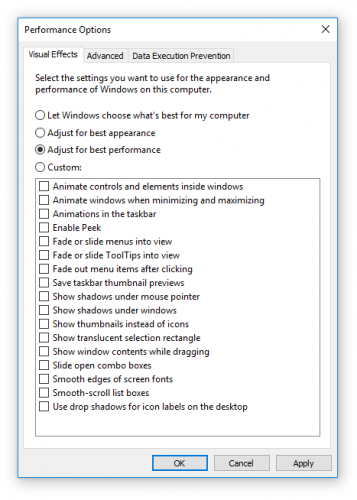 Performance Options
Visual Effects Advanced Data Execution Prevention
Select the settings you want to use for the appearance and
performance of Windows on this computer.
Let Windows choose what's best for my computer
Adjust for best appearance
Adjust for best performance
Custom:
Animate controls and elements inside windows
Animate windows when minimizing and maximizing
Animations in the taskbar
Enable Peek
Fade or slide menus into view
Fade or slide ToolTips into view
Fade out menu items after clicking
Save taskbar thumbnail previews
Show shadows under mouse pointer
Show shadows under windows
Show thumbnails instead of icons
Show translucent selection rectangle
Show window contents while dragging
Slide open combo boxes
Smooth edges of screen fonts
Smooth-scroll list boxes
Use drop shadows for icon labels on the desktop
OK Cancel Apply